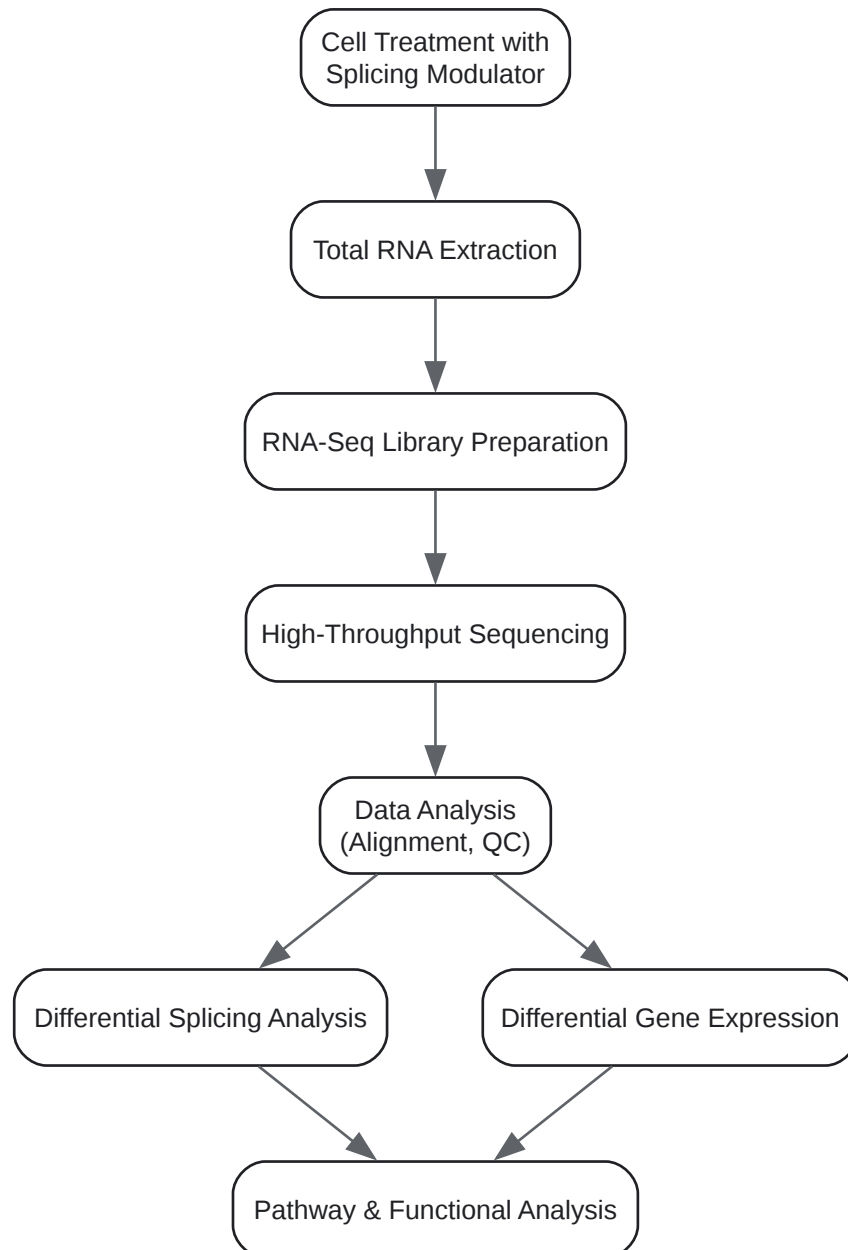 Cell Treatment with
Splicing Modulator
Total RNA Extraction
RNA-Seq Library Preparation
High-Throughput Sequencing
Data Analysis
(Alignment, QC)
Differential Splicing Analysis
Differential Gene Expression
Pathway & Functional Analysis